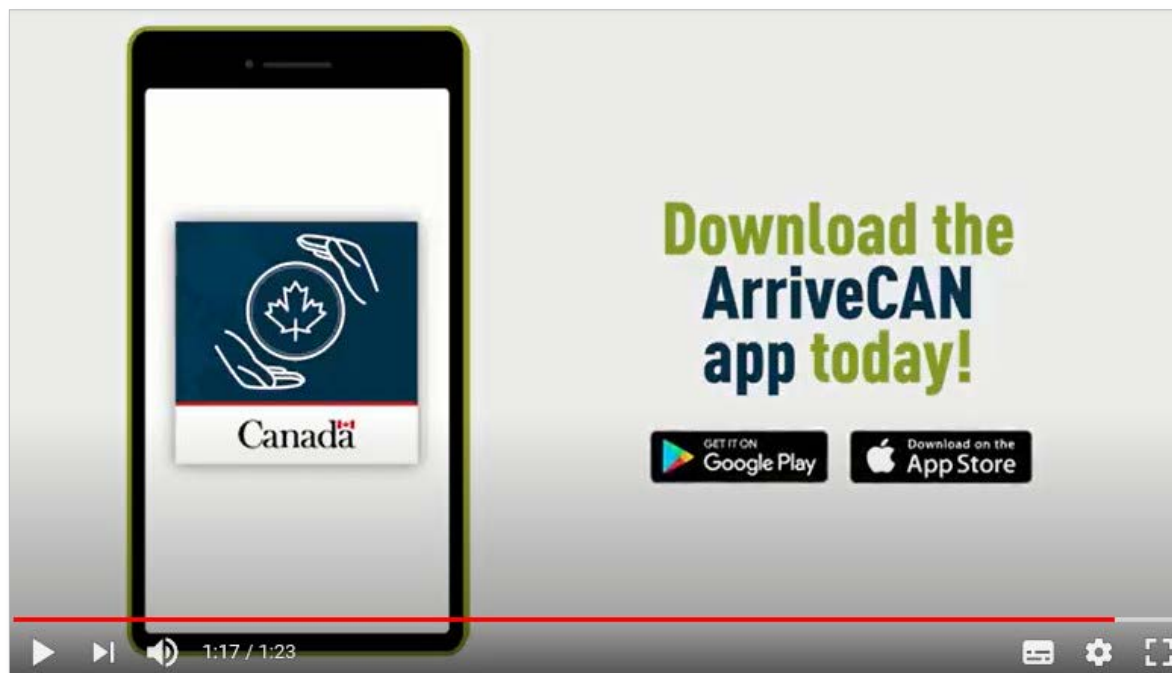 Canada
Download the
ArriveCAN
app today!
GET IT ON
Google Play
Download on the
App Store
1:17 / 1:23